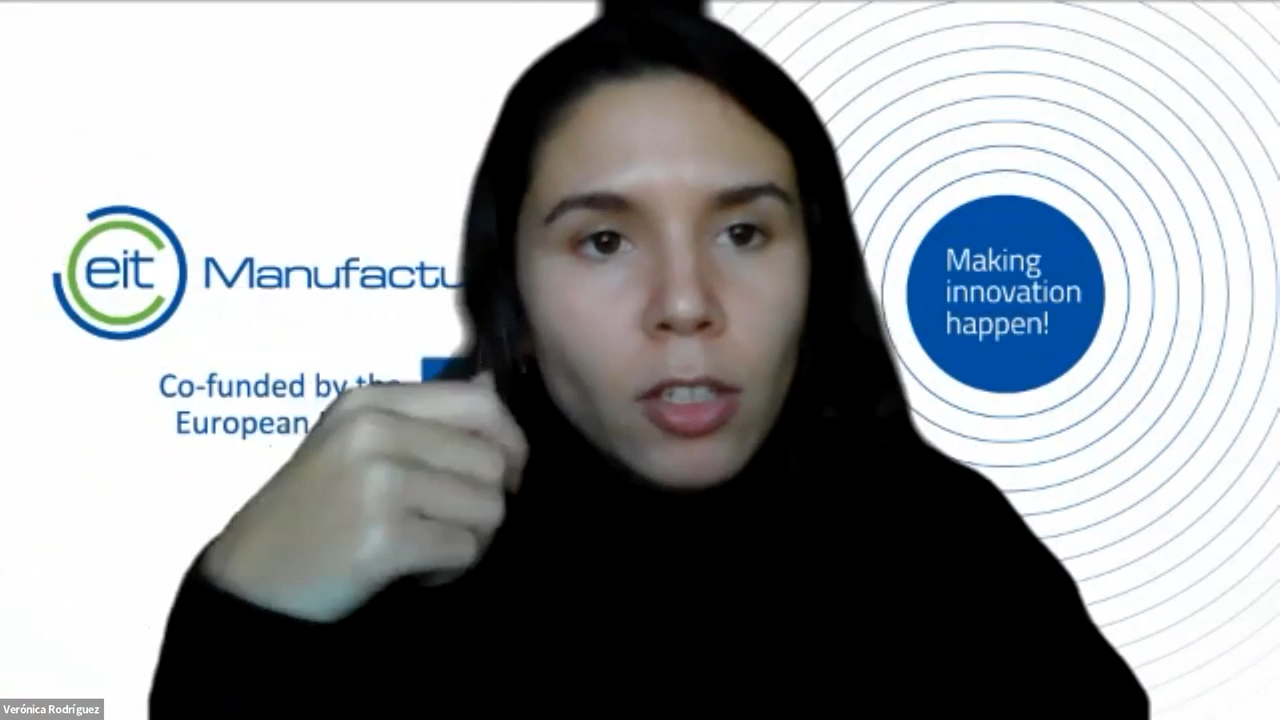 eit Manufactu
Co-funded by the
European
Making
innovation
happen!
Verónica Rodríguez